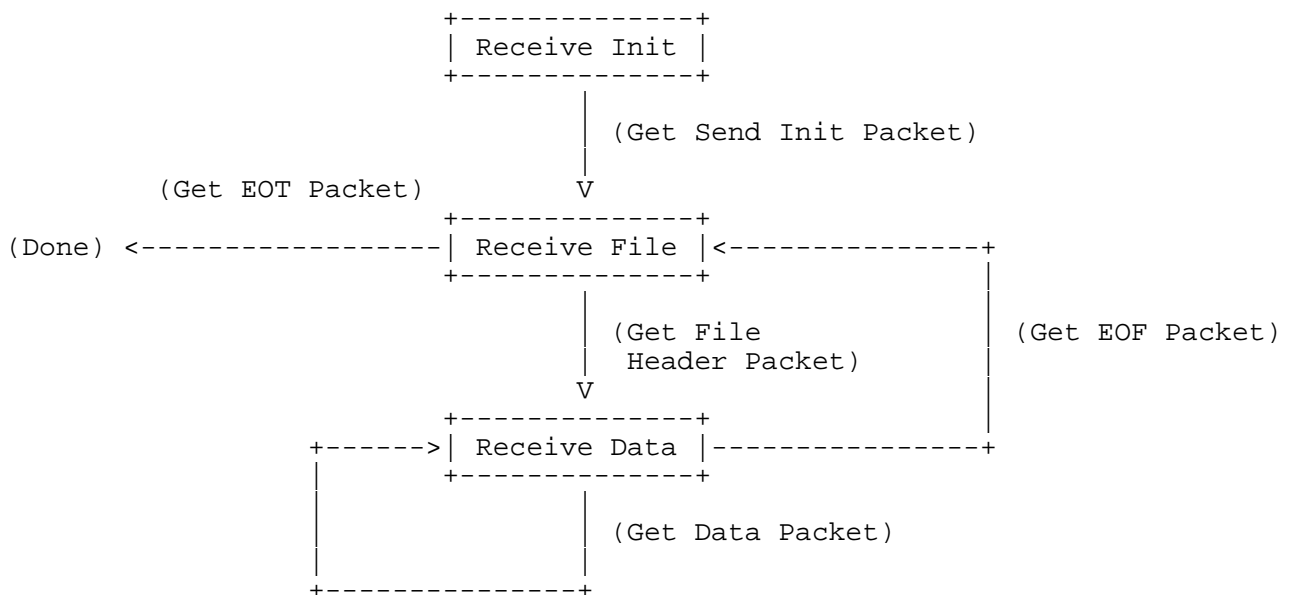 Receive Init
(Get Send Init Packet)
(Get EOT Packet)
V
(Done)
Receive File
(Get File
Header Packet)
(Get EOF Packet)
V
Receive Data
(Get Data Packet)